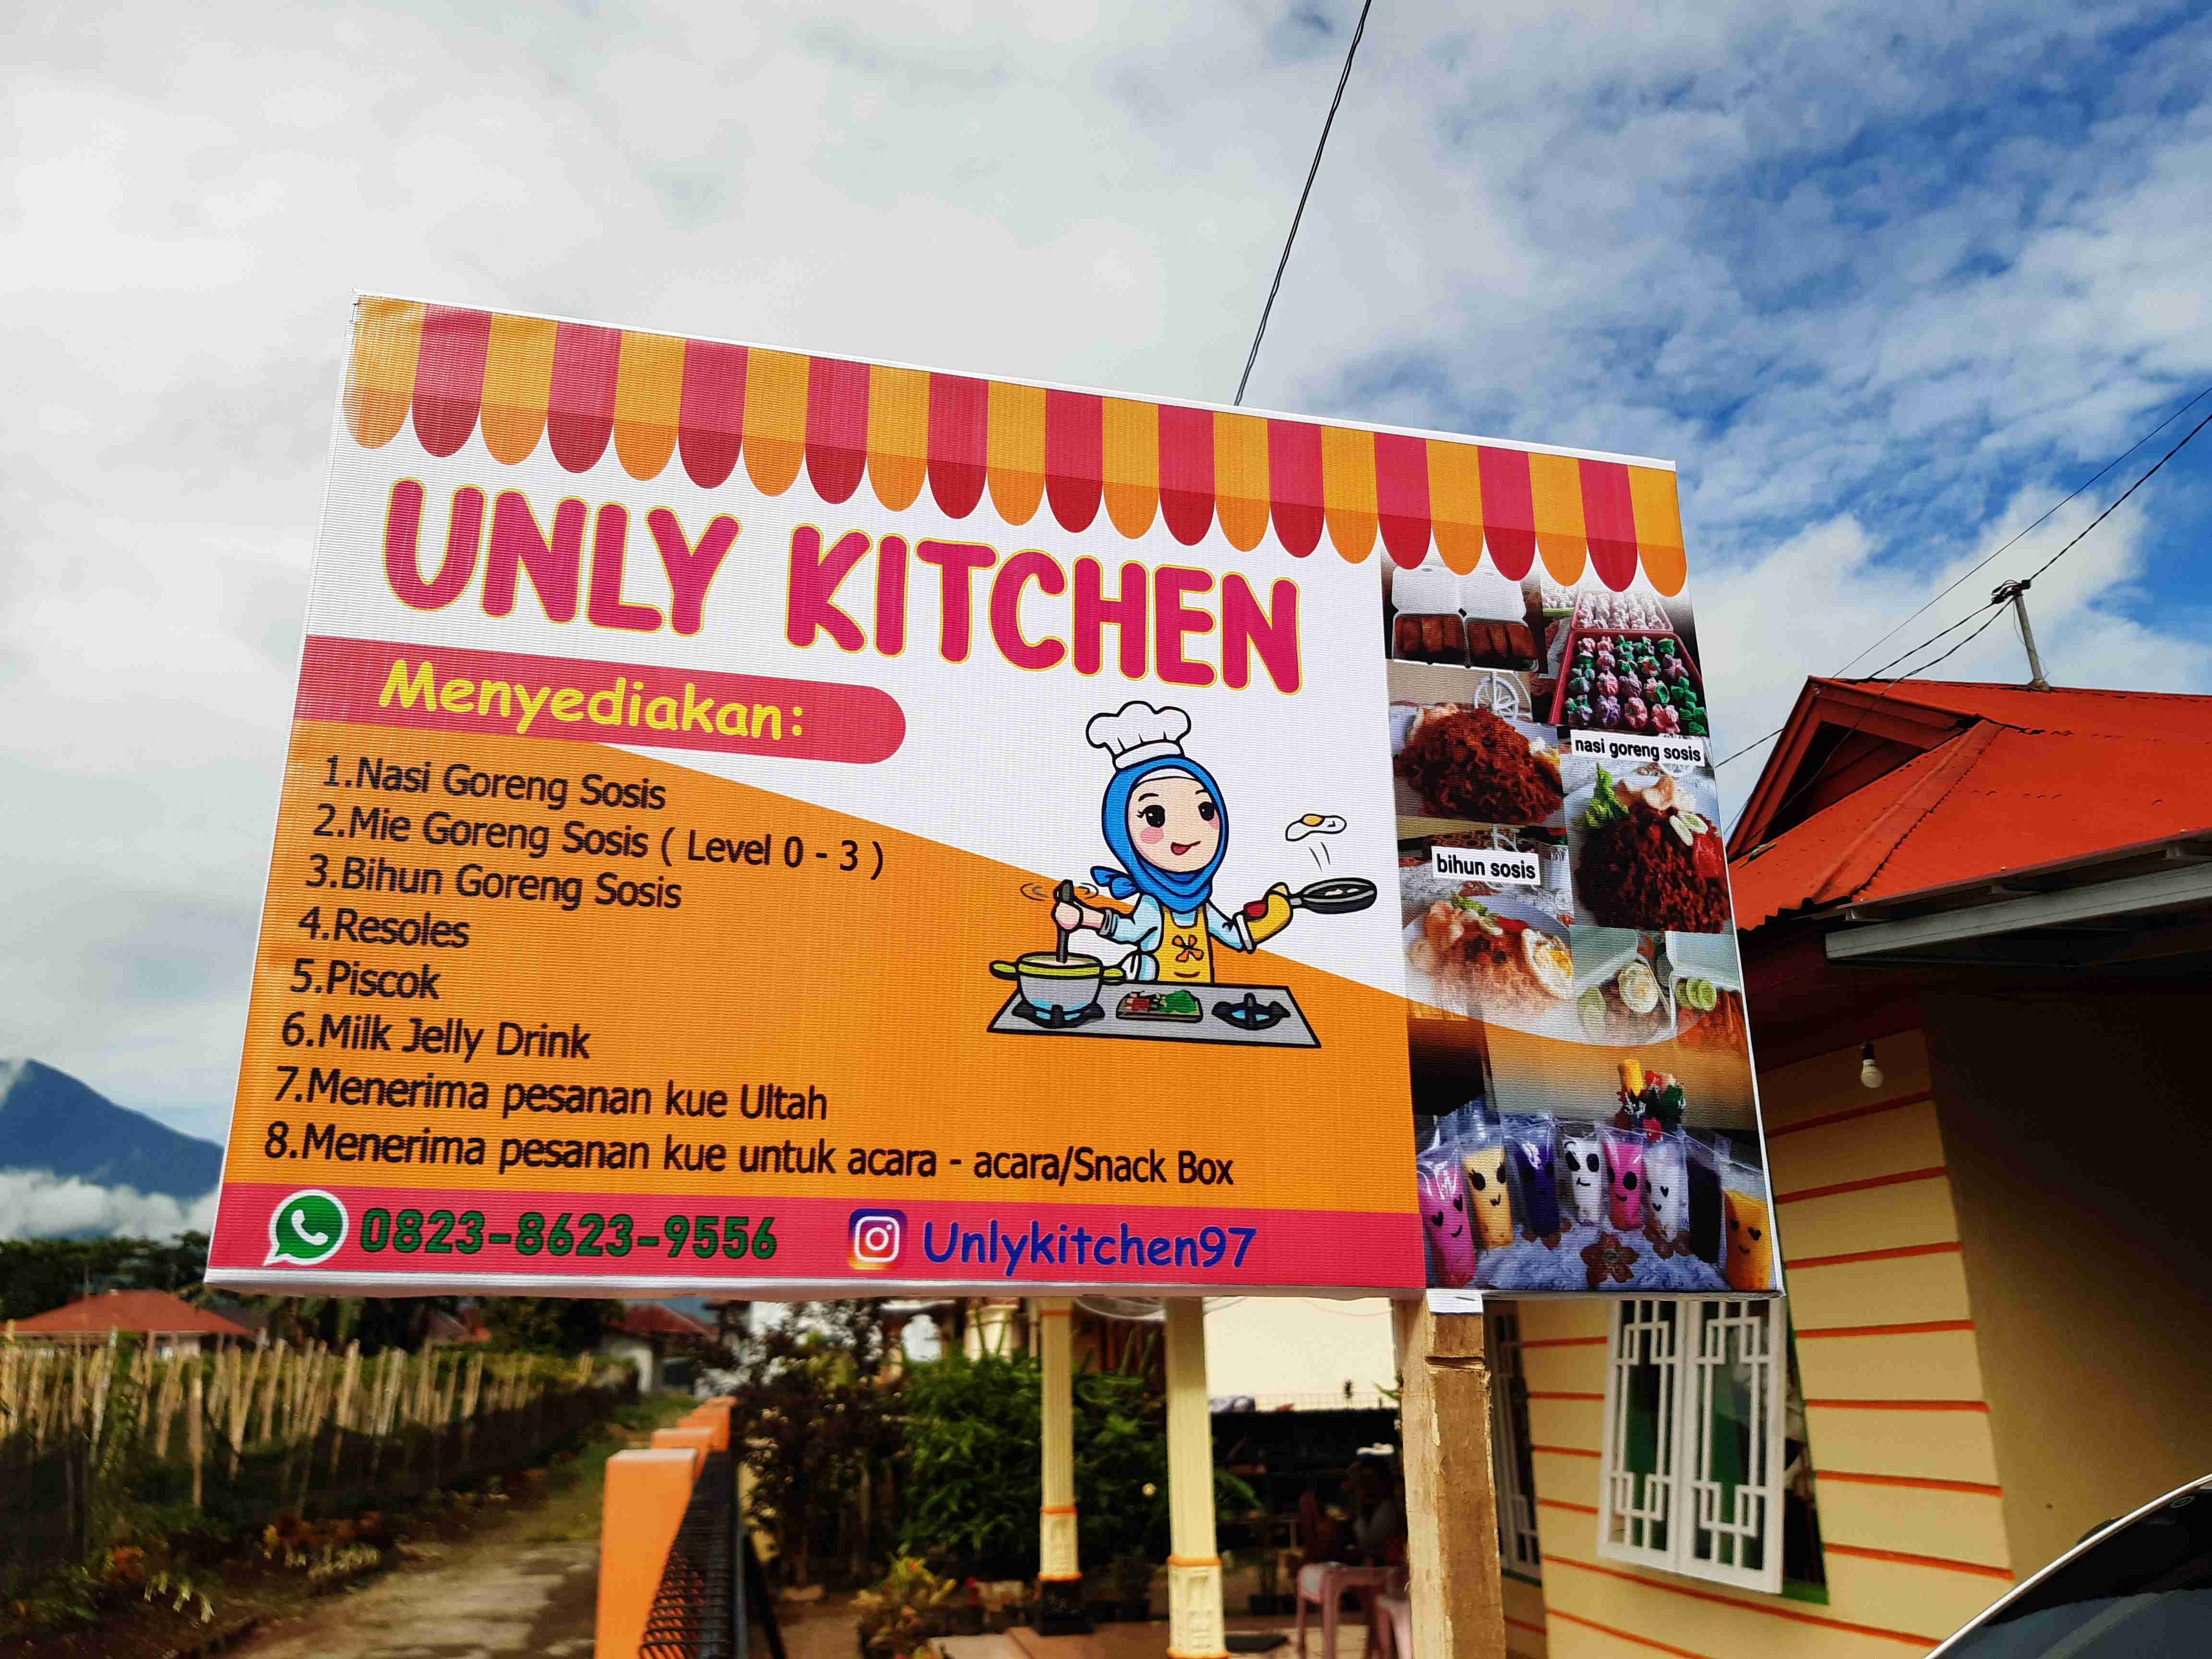 UNLY KITCHEN
Menyediakan:
1.Nasi Goreng Sosis
2.Mie Goreng Sosis ( Level 0 - 3 )
3.Bihun Goreng Sosis
4.Resoles
5.Piscok
6.Milk Jelly Drink
7.Menerima pesanan kue Ultah
8.Menerima pesanan kue untuk acara - acara/Snack Box
0823-8623-9556
Unlykitchen97
nasi goreng sosis
bihun sosis